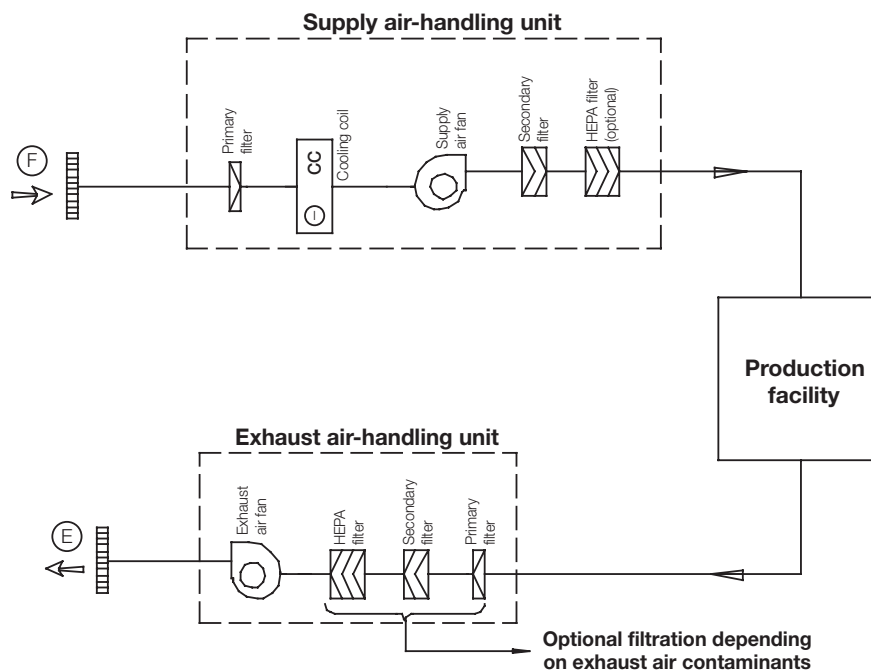 Supply air-handling unit
F
Primary
filter
CC
I
Cooling coil
Supply
air fan
Secondary
filter
HEPA filter
(optional)
Production
facility
Exhaust air-handling unit
E
Exhaust
air fan
HEPA
filter
Secondary
filter
Primary
filter
Optional filtration depending
on exhaust air contaminants